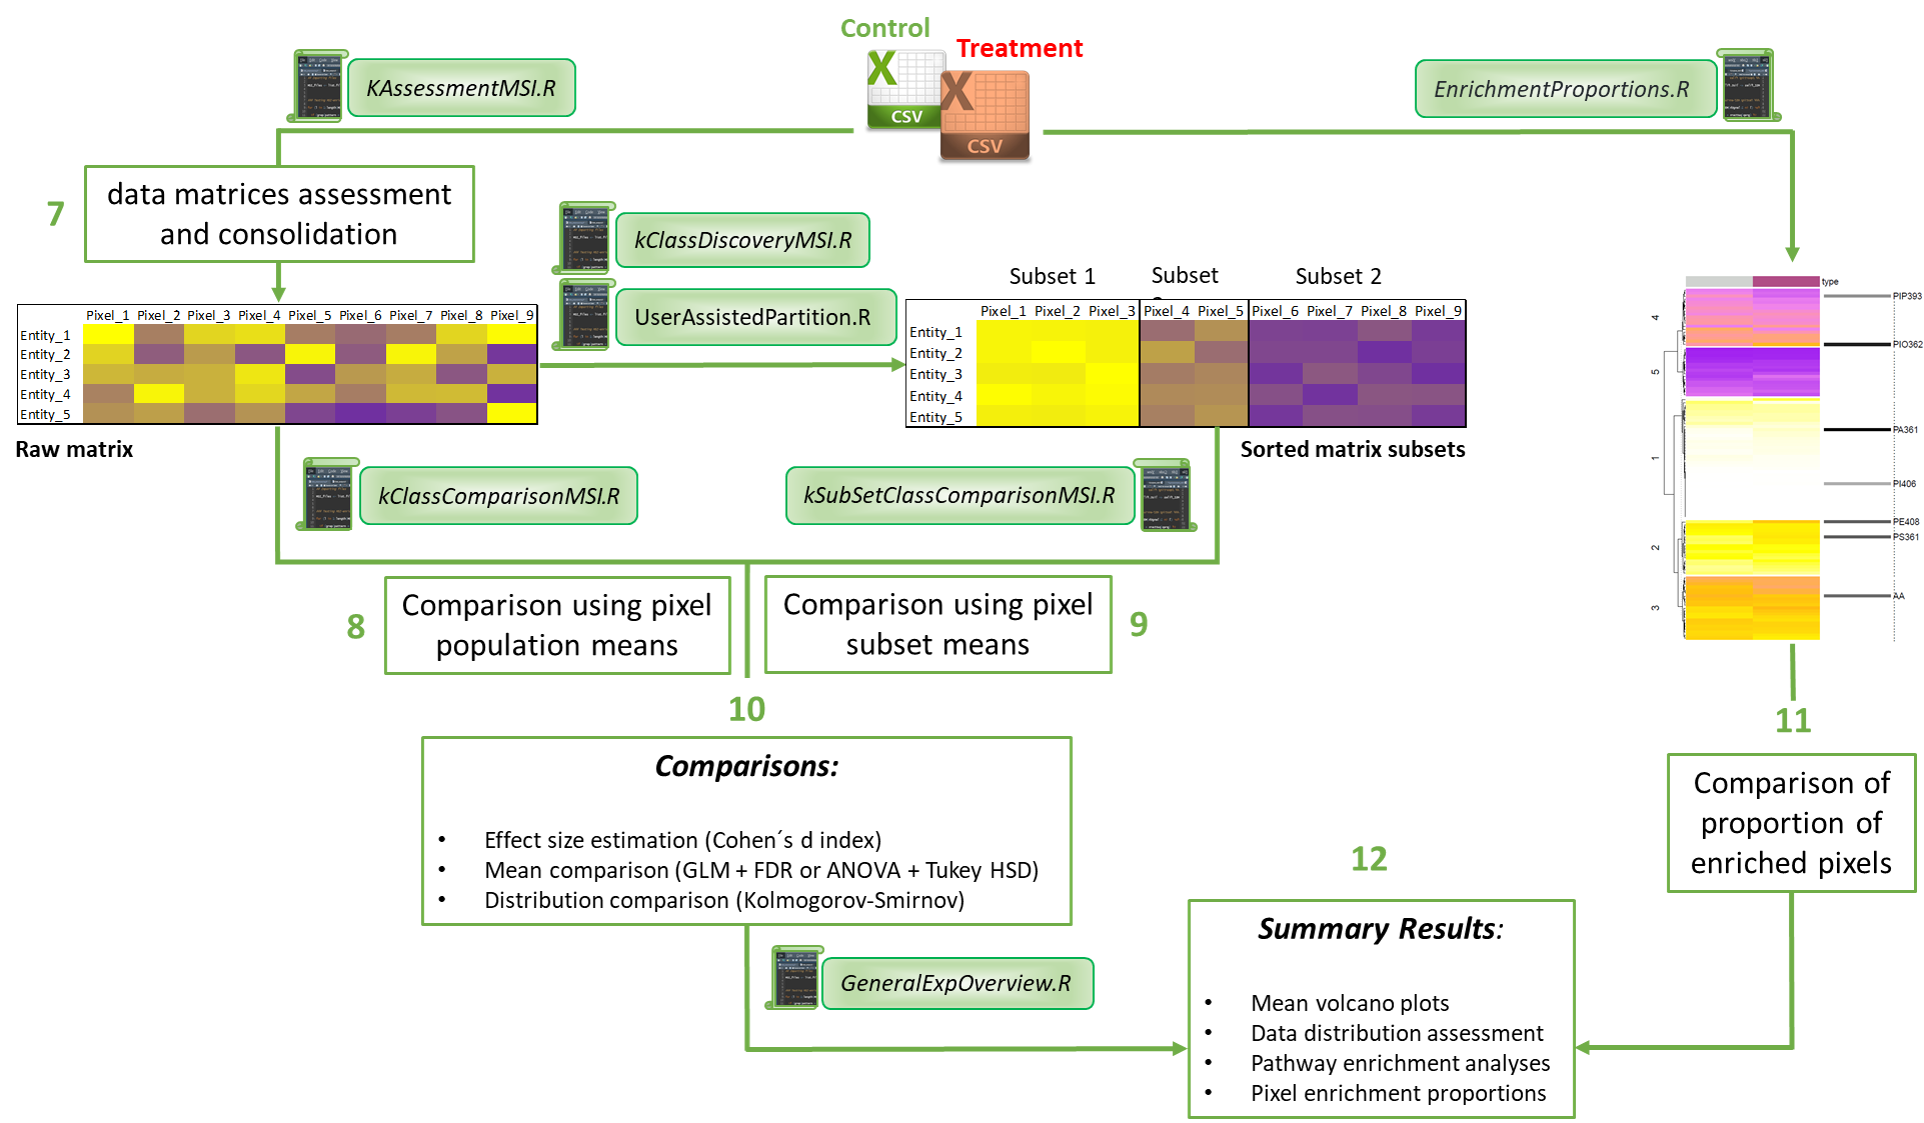 Control
Treatment
X
CSV
X
CSV
KAssessmentMSI.R
EnrichmentProportions.R
7
data matrices assessment
and consolidation
kClassDiscoveryMSI.R
UserAssistedPartition.R
Pixel_1 Pixel_2 Pixel_3 Pixel_4 Pixel_5 Pixel_6 Pixel_7 Pixel_8 Pixel_9
Entity_1
Entity_2
Entity_3
Entity_4
Entity_5
Raw matrix
Subset 1 Subset Subset 2
Pixel_1 Pixel_2 Pixel_3 Pixel_4 Pixel_5 Pixel_6 Pixel_7 Pixel_8 Pixel_9
Entity_1
Entity_2
Entity_3
Entity_4
Entity_5
Sorted matrix subsets
type
4
5
1
2
3
PIP393
PIO362
PA361
PI406
PE408
PS361
AA
kClassComparisonMSI.R
kSubSetClassComparisonMSI.R
8
Comparison using pixel
population means
Comparison using pixel
subset means
9
10
Comparisons:
• Effect size estimation (Cohen´s d index)
• Mean comparison (GLM + FDR or ANOVA + Tukey HSD)
• Distribution comparison (Kolmogorov-Smirnov)
11
Comparison of
proportion of
enriched pixels
GeneralExpOverview.R
12
Summary Results:
• Mean volcano plots
• Data distribution assessment
• Pathway enrichment analyses
• Pixel enrichment proportions